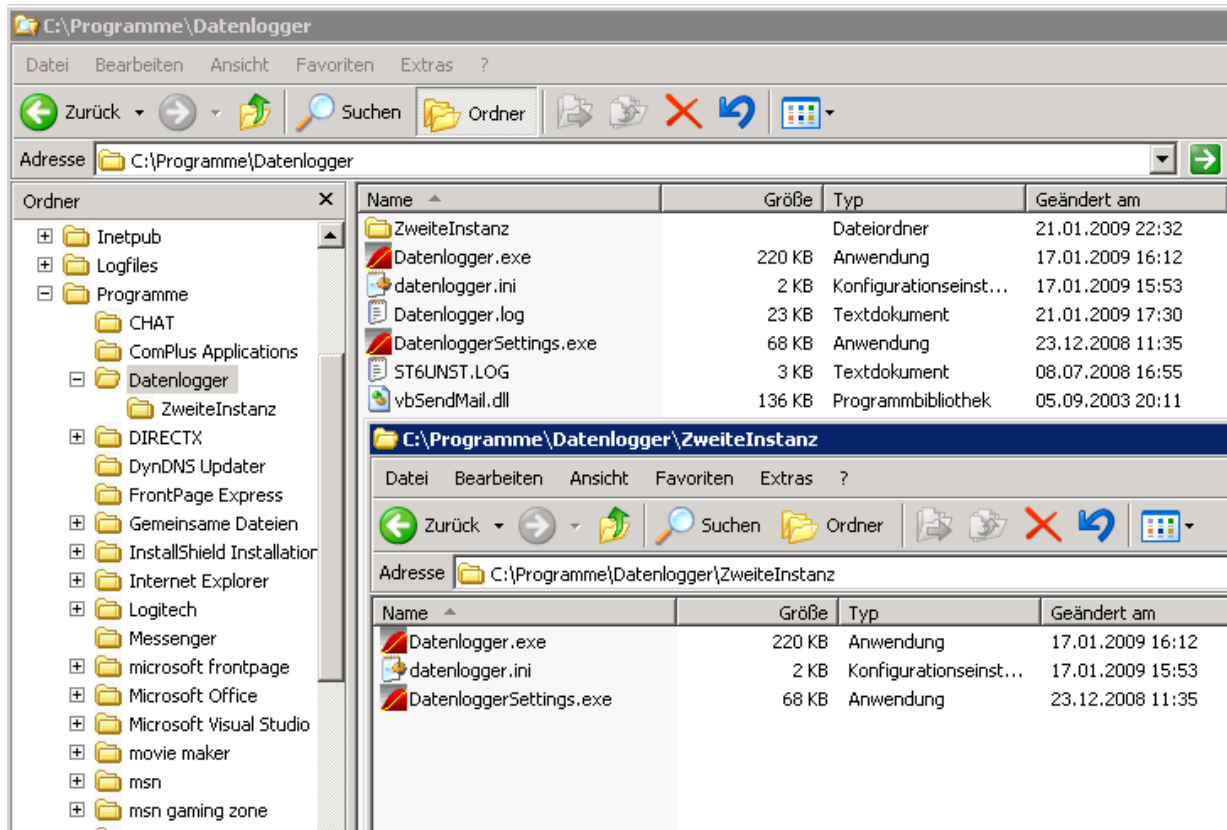 C:\Programme\Datenlogger
Datei Bearbeiten Ansicht Favoriten Extras ?
Zurück Suchen Ordner
Adresse C:\Programme\Datenlogger
Ordner
Inetpub
Logfiles
Programme
CHAT
ComPlus Applications
Datenlogger
ZweiteInstanz
DIRECTX
DynDNS Updater
FrontPage Express
Gemeinsame Dateien
InstallShield Installation
Internet Explorer
Logitech
Messenger
microsoft frontpage
Microsoft Office
Microsoft Visual Studio
movie maker
msn
msn gaming zone
Name Größe Typ Geändert am
ZweiteInstanz Dateiordner 21.01.2009 22:32
Datenlogger.exe 220 KB Anwendung 17.01.2009 16:12
datenlogger.ini 2 KB Konfigurationseinst... 17.01.2009 15:53
Datenlogger.log 23 KB Textdokument 21.01.2009 17:30
DatenloggerSettings.exe 68 KB Anwendung 23.12.2008 11:35
ST6UNST.LOG 3 KB Textdokument 08.07.2008 16:55
vbSendMail.dll 136 KB Programmbibliothek 05.09.2003 20:11
C:\Programme\Datenlogger\ZweiteInstanz
Datei Bearbeiten Ansicht Favoriten Extras ?
Zurück Suchen Ordner
Adresse C:\Programme\Datenlogger\ZweiteInstanz
Name Größe Typ Geändert am
Datenlogger.exe 220 KB Anwendung 17.01.2009 16:12
datenlogger.ini 2 KB Konfigurationseinst... 17.01.2009 15:53
DatenloggerSettings.exe 68 KB Anwendung 23.12.2008 11:35